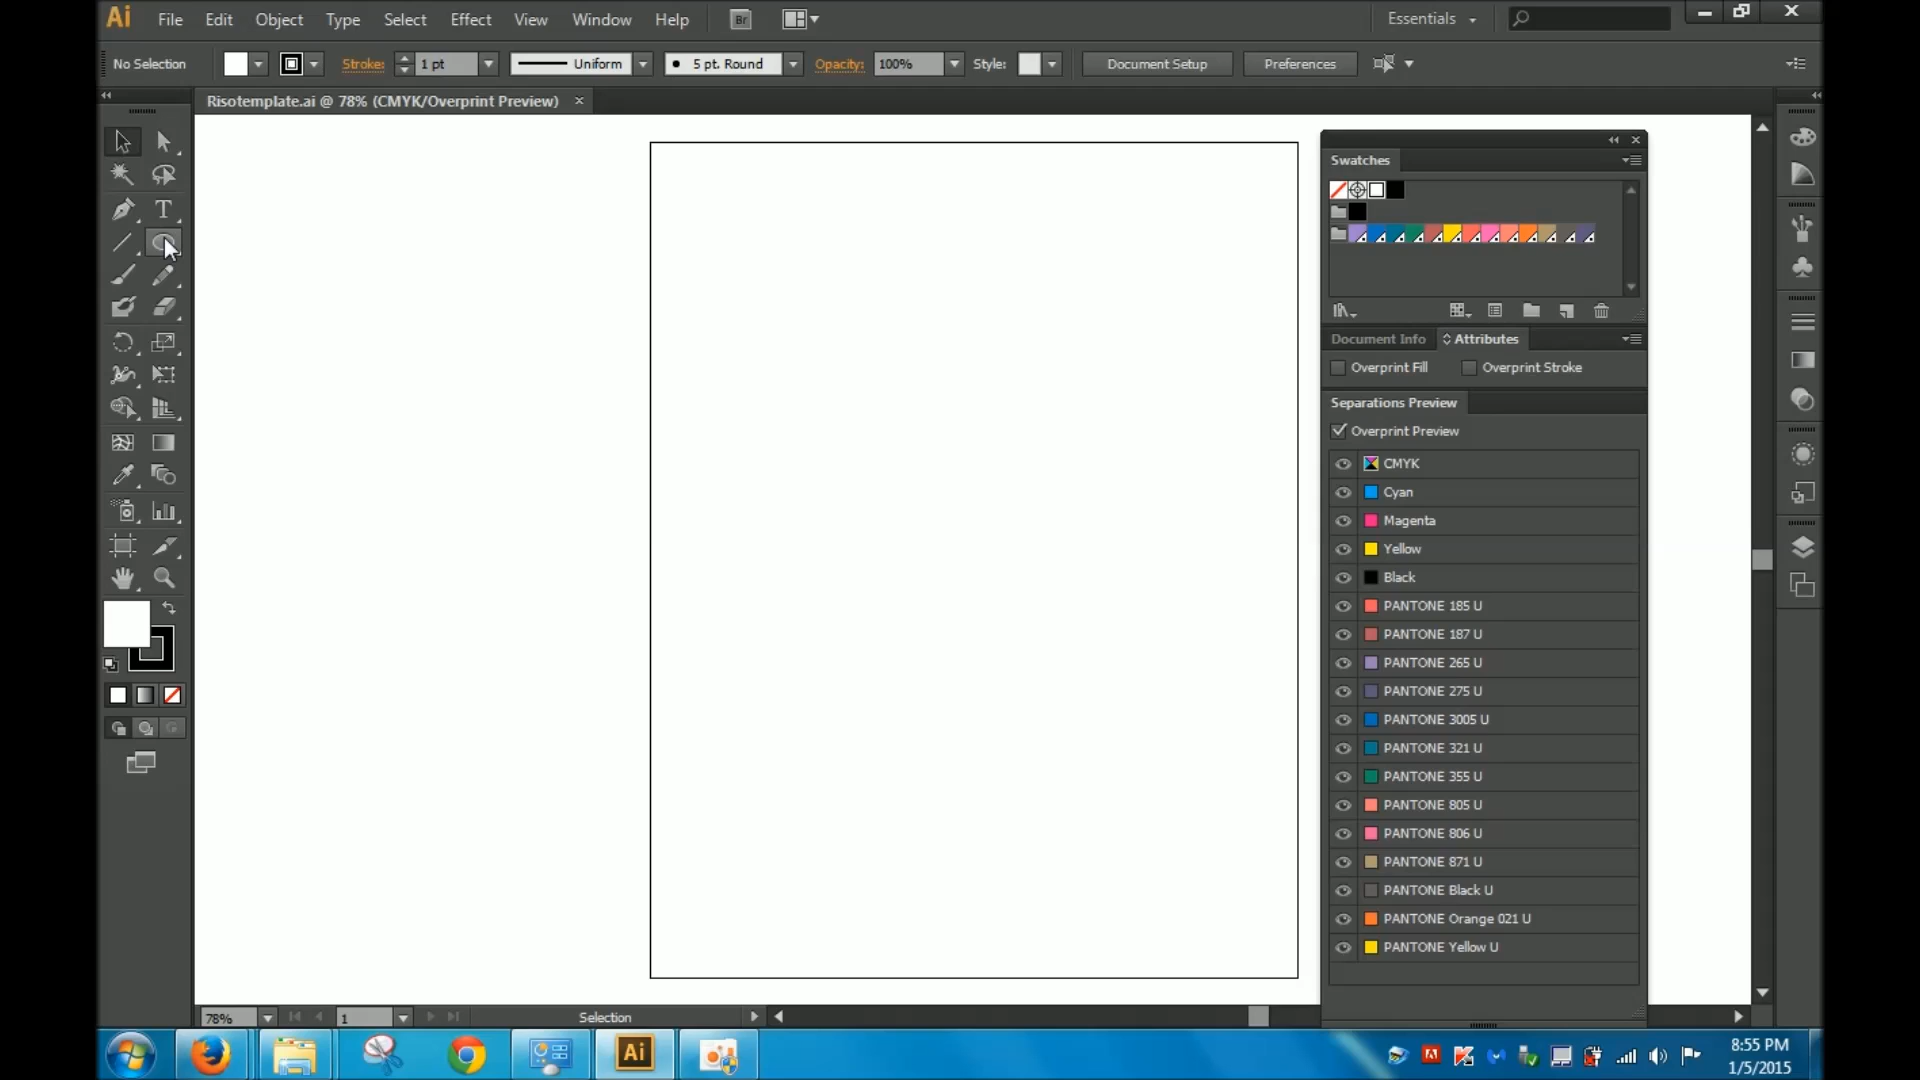 Ai File Edit Object Type Select Effect View Window Help Br Essentials
No Selection Stroke: 1 pt Uniform 5 pt. Round Opacity: 100% Style: Document Setup Preferences
Risotemplate.ai @ 78% (CMYK/Overprint Preview)
Swatches
T
Document Info Attributes
Overprint Fill Overprint Stroke
Separations Preview
Overprint Preview
CMYK
Cyan
Magenta
Yellow
Black
PANTONE 185 U
PANTONE 187 U
PANTONE 265 U
PANTONE 275 U
PANTONE 3005 U
PANTONE 321 U
PANTONE 355 U
PANTONE 805 U
PANTONE 806 U
PANTONE 871 U
PANTONE Black U
PANTONE Orange 021 U
PANTONE Yellow U
78% 1 Selection
Ai
8:55 PM
1/5/2015